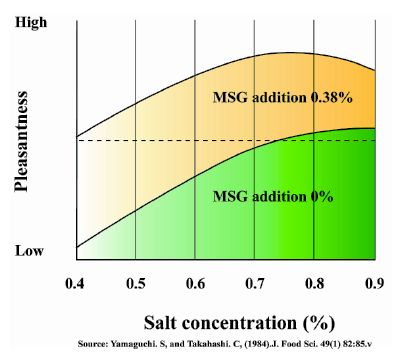 High
Pleasantness
MSG addition 0.38%
MSG addition 0%
Low
0.4 0.5 0.6 0.7 0.8 0.9
Salt concentration (%)
Source: Yamaguchi. S, and Takahashi. C, (1984).J. Food Sci. 49(1) 82:85.v